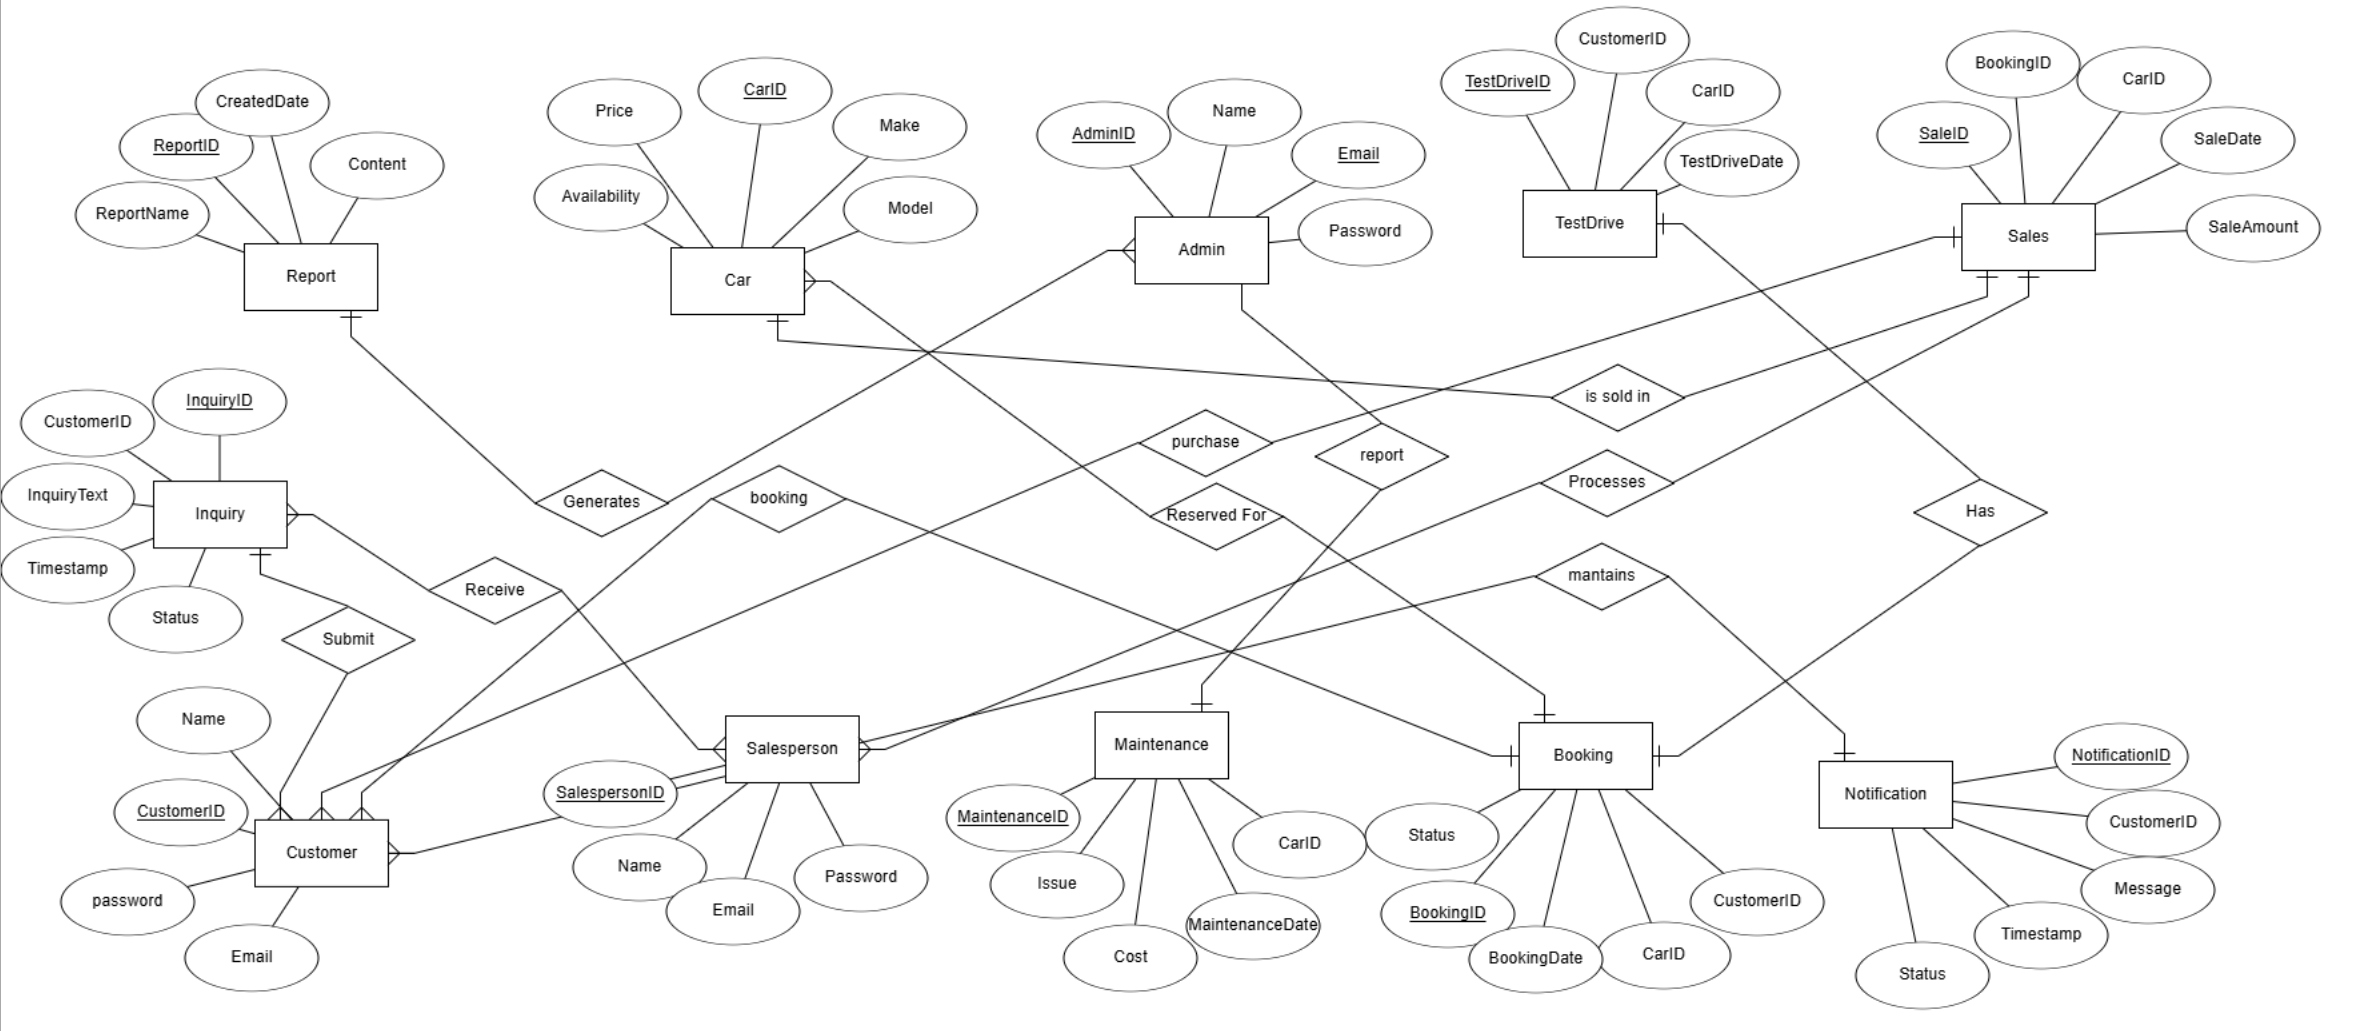 CustomerID
BookingID
CarID
TestDriveID
CarID
CarID
CreatedDate
Price
Make
Name
AdminID
SaleID
SaleDate
ReportID
Content
Email
TestDriveDate
Availability
Model
ReportName
Password
TestDrive
Sales
SaleAmount
Report
Car
Admin
InquiryID
is sold in
CustomerID
purchase
report
InquiryText
Generates
booking
Processes
Inquiry
Reserved For
Has
Timestamp
Receive
mantains
Status
Submit
Name
Salesperson
Maintenance
Booking
NotificationID
CustomerID
SalespersonID
Notification
MaintenanceID
CustomerID
Customer
Name
Password
Issue
CarID
Status
Message
password
Email
BookingID
CustomerID
Email
Cost
MaintenanceDate
BookingDate
CarID
Timestamp
Status